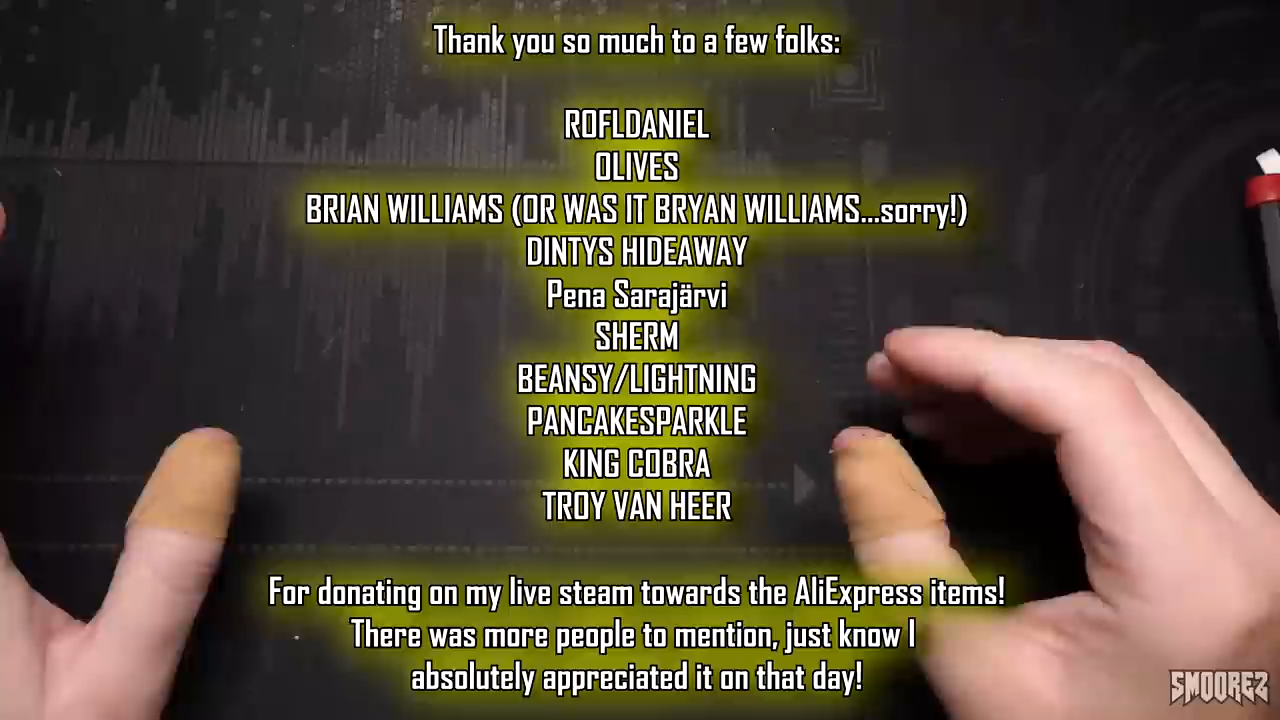 Thank you so much to a few folks:
ROFLDANIEL
OLIVES
BRIAN WILLIAMS (OR WAS IT BRYAN WILLIAMS...sorry!)
DINTYS HIDEAWAY
Pena Sarajärvi
SHERM
BEANSY/LIGHTNING
PANCAKESPARKLE
KING COBRA
TROY VAN HEER
For donating on my live steam towards the AliExpress items!
There was more people to mention, just know I
absolutely appreciated it on that day!
SMOOREZ